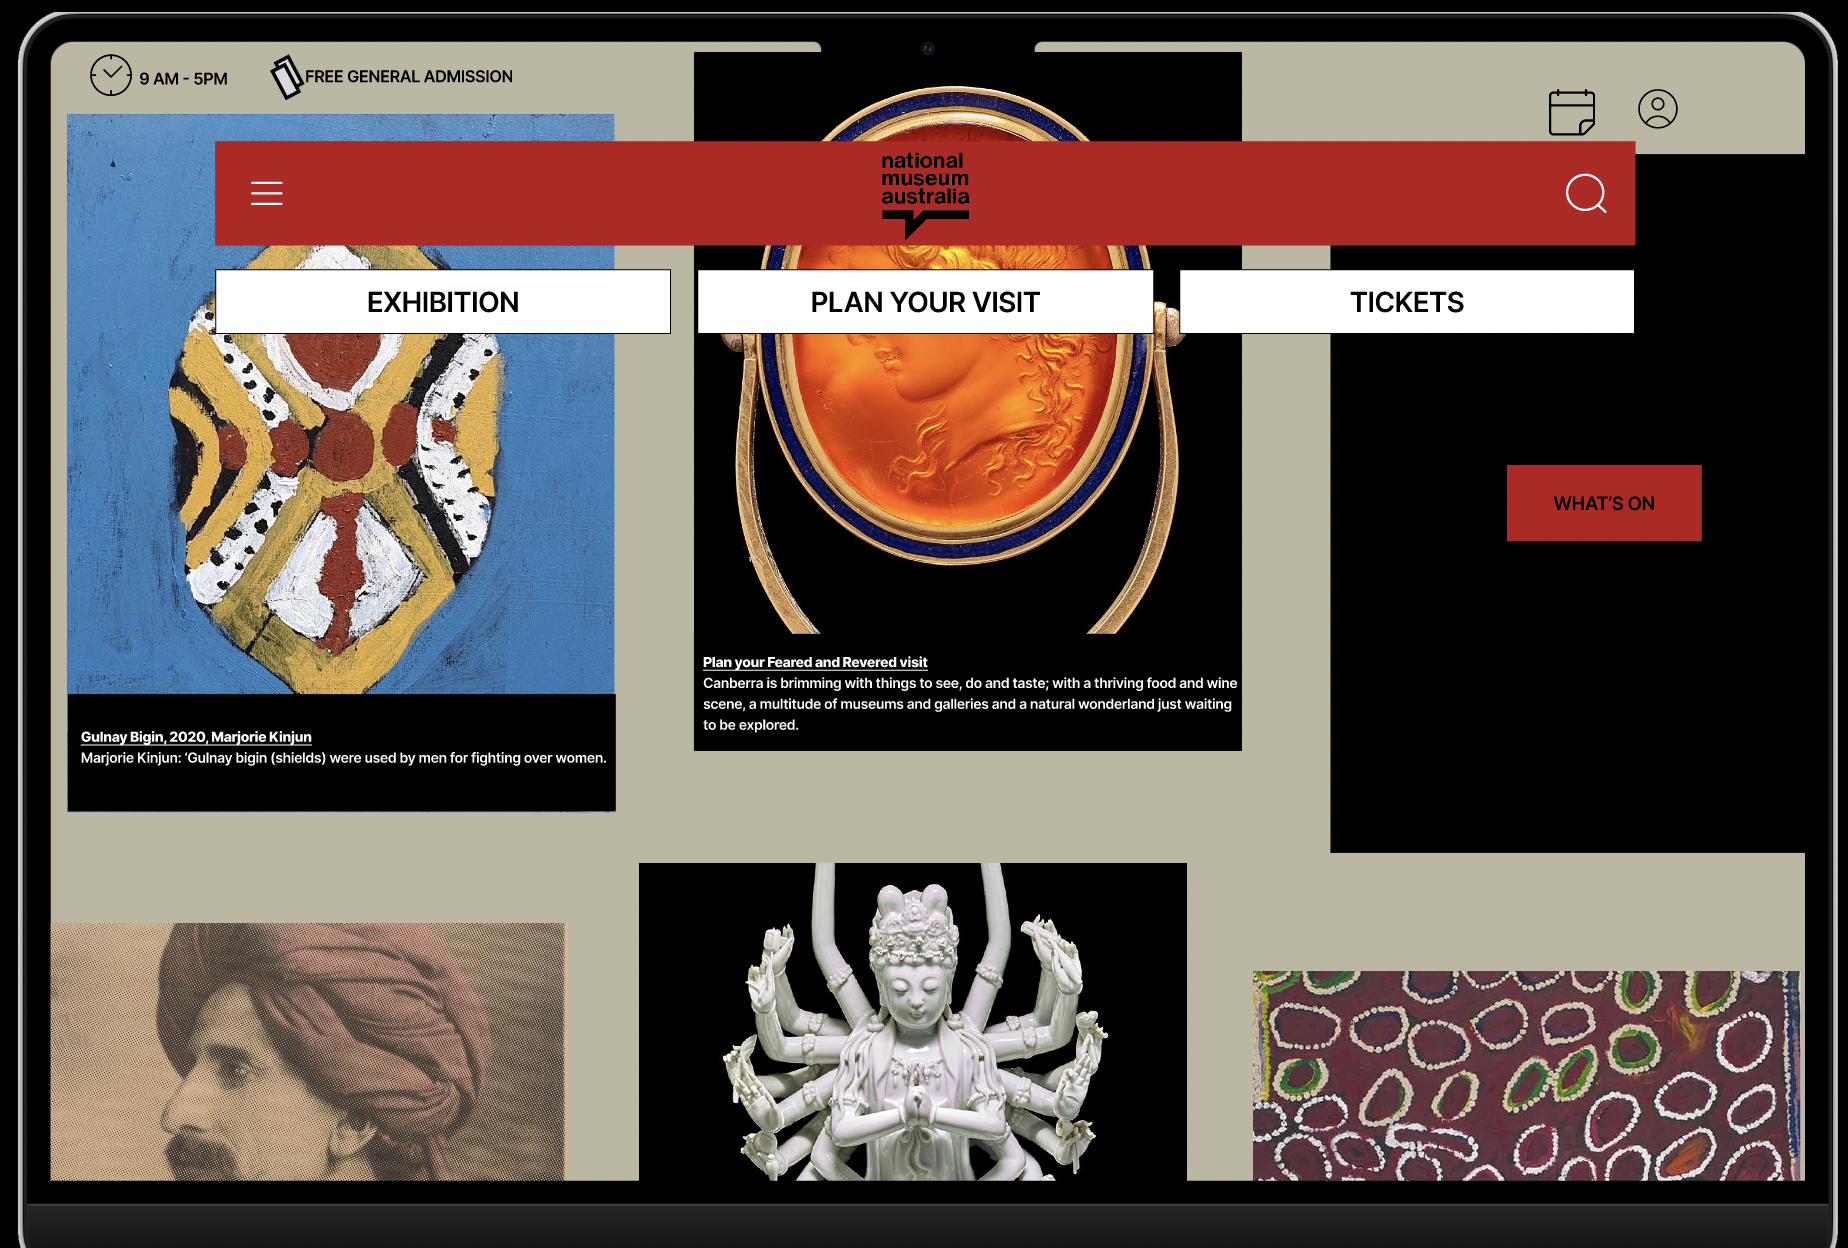 9 AM - 5PM
FREE GENERAL ADMISSION
national
museum
australia
EXHIBITION
PLAN YOUR VISIT
TICKETS
WHAT'S ON
Plan your Feared and Revered visit
Canberra is brimming with things to see, do and taste; with a thriving food and wine
scene, a multitude of museums and galleries and a natural wonderland just waiting
to be explored.
Gulnay Bigin, 2020, Marjorie Kinjun
Marjorie Kinjun: ‘Gulnay bigin (shields) were used by men for fighting over women.